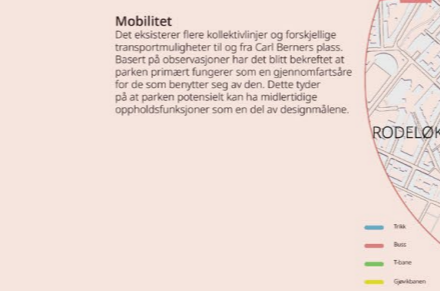 Mobilitet
Det eksisterer flere kollektivlinjer og forskjellige
transportmuligheter til og fra Carl Berners plass.
Basert på observasjoner har det blitt bekreftet at
parken primært fungerer som en gjennomfartsåre
for de som benytter seg av den. Dette tyder
på at parken potensielt kan ha midlertidige
oppholdsfunksjoner som en del av designmålene.
RODELØK
Trikk
Buss
T-bane
Gjøvikbanen